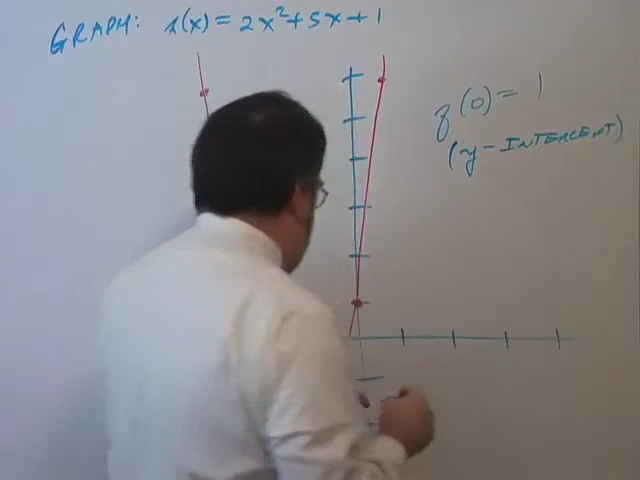 GRAPH: s(x) = 2x² + 5x + 1
g(0) = 1
(y-INTERCEPT)